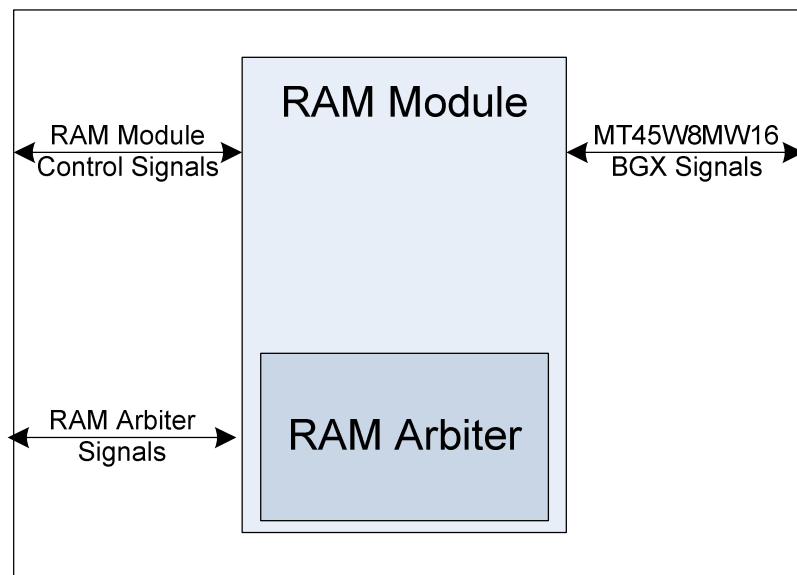 RAM Module
RAM Module
Control Signals
MT45W8MW16
BGX Signals
RAM Arbiter
Signals
RAM Arbiter